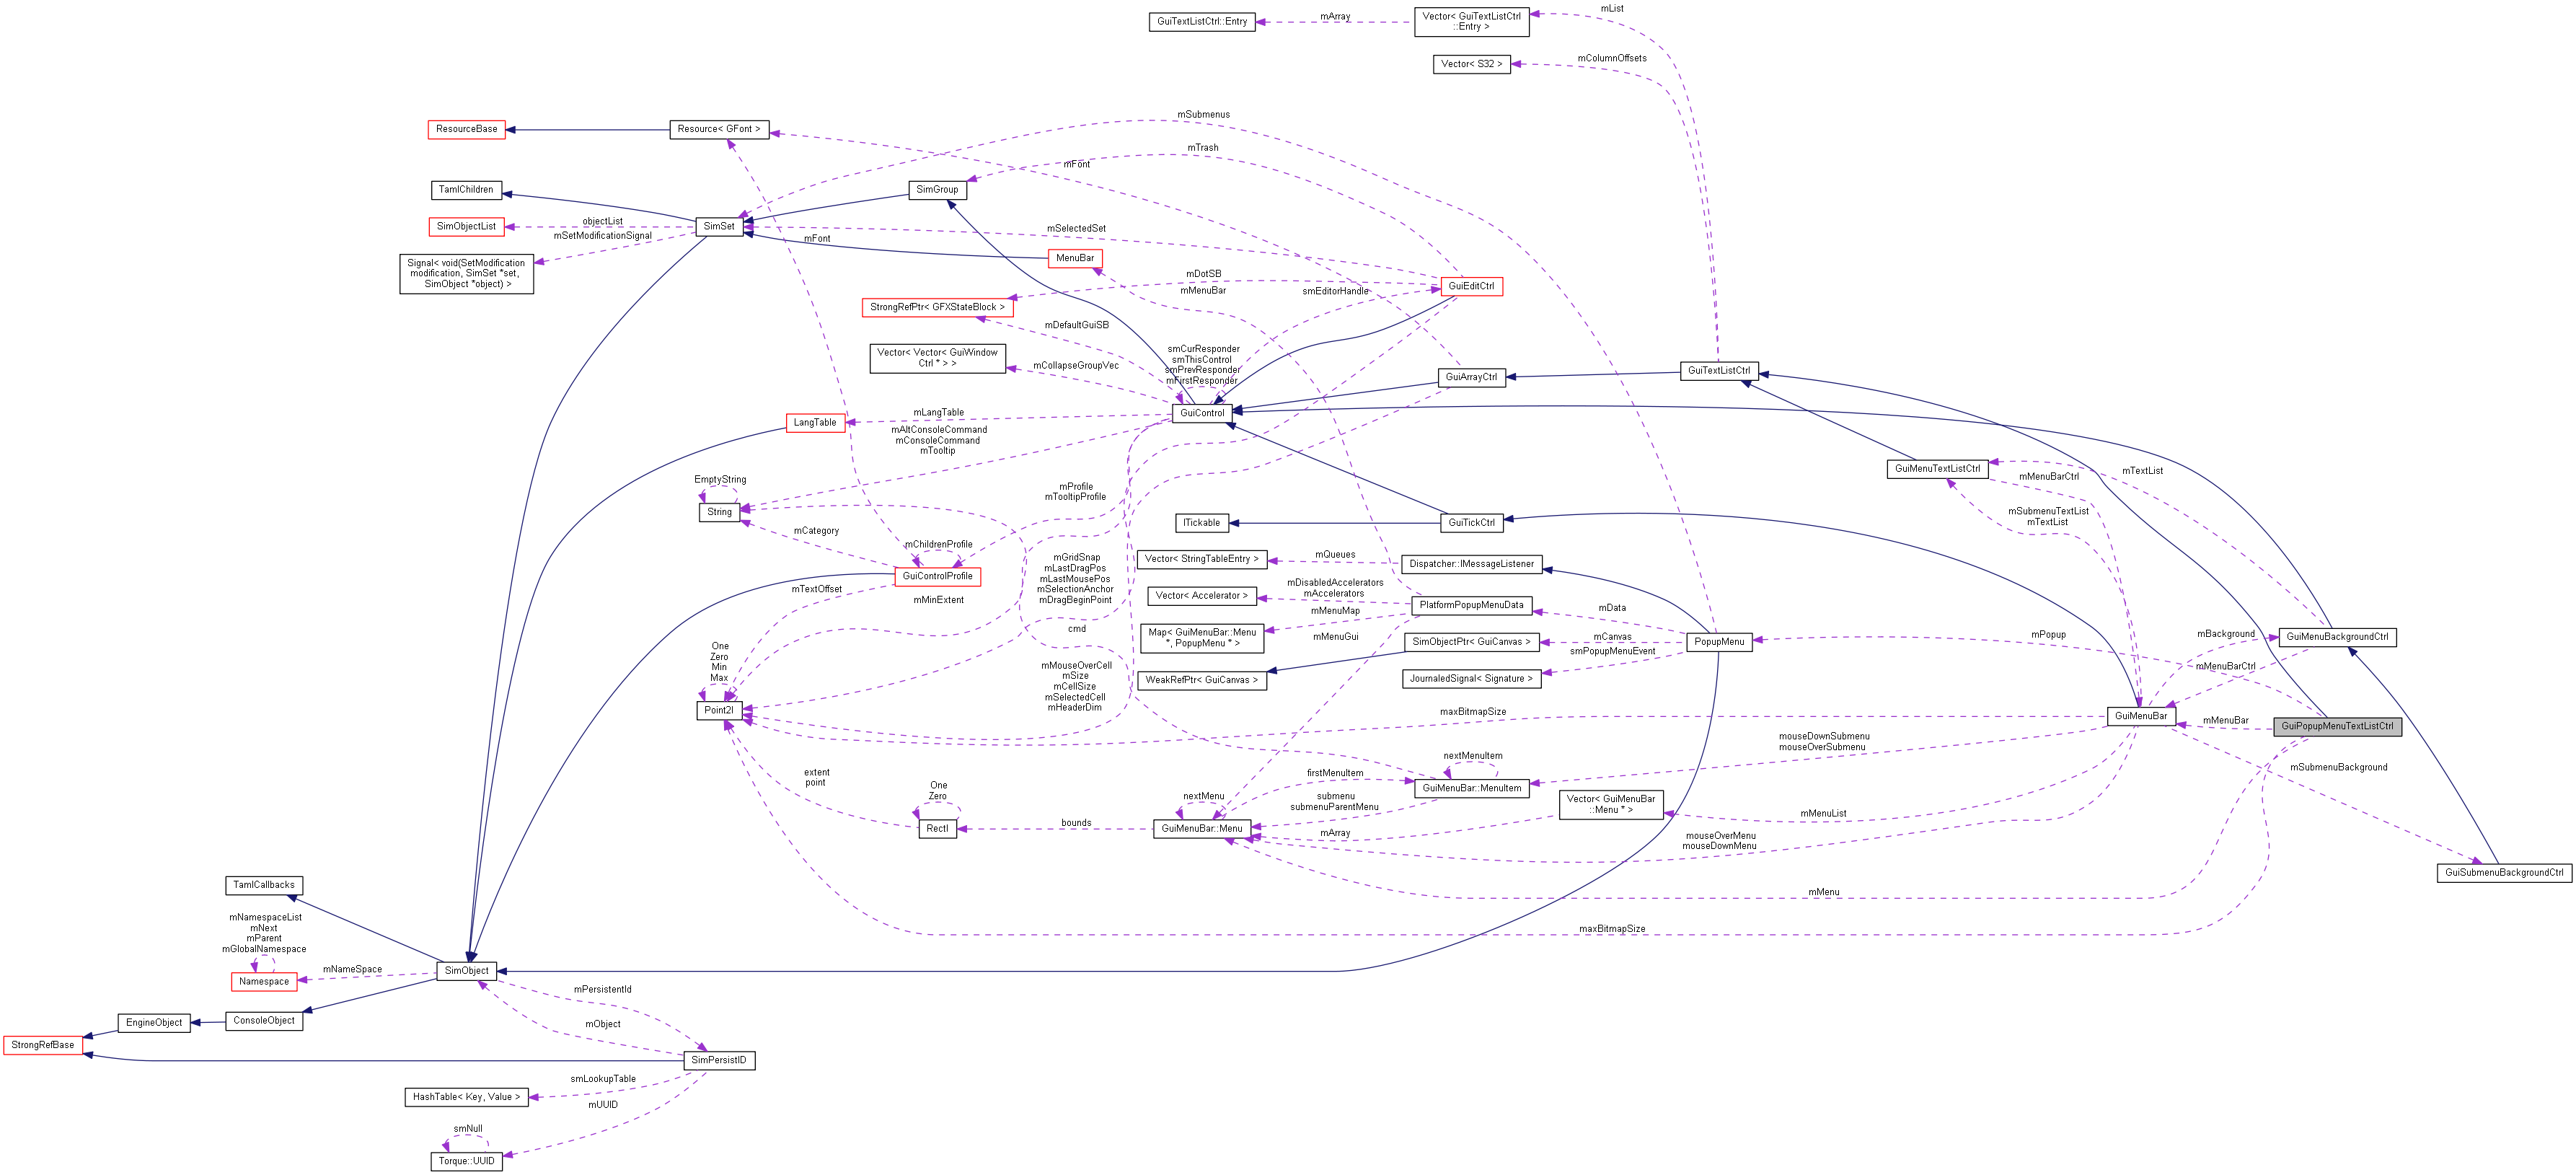 GuiTextListCtrl::Entry
mArray
Vector< GuiTextListCtrl
::Entry >
mList
Vector< S32 >
mColumnOffsets
ResourceBase
Resource< GFont >
mSubmenus
mTrash
mFont
TamlChildren
SimGroup
SimObjectList
objectList
mSetModificationSignal
SimSet
mFont
mSelectedSet
Signal< void(SetModification
modification, SimSet *set,
SimObject *object) >
MenuBar
mDotSB
mMenuBar
smEditorHandle
GuiEditCtrl
StrongRefPtr< GFXStateBlock >
mDefaultGuiSB
Vector< Vector< GuiWindow
Ctrl * > >
mCollapseGroupVec
smCurResponder
smThisControl
smPrevResponder
mFirstResponder
GuiArrayCtrl
GuiTextListCtrl
LangTable
mLangTable
GuiControl
mAltConsoleCommand
mConsoleCommand
mTooltip
GuiMenuTextListCtrl
mMenuBarCtrl
mTextList
EmptyString
String
mProfile
mTooltipProfile
mCategory
ITickable
GuiTickCtrl
mSubmenuTextList
mTextList
mChildrenProfile
GuiControlProfile
mTextOffset
mMinExtent
mGridSnap
mLastDragPos
mLastMousePos
mSelectionAnchor
mDragBeginPoint
Vector< StringTableEntry >
mQueues
Dispatcher::IMessageListener
Vector< Accelerator >
mDisabledAccelerators
mAccelerators
PlatformPopupMenuData
mData
Map< GuiMenuBar::Menu
*, PopupMenu * >
mMenuMap
mMenuGui
cmd
SimObjectPtr< GuiCanvas >
mCanvas
smPopupMenuEvent
PopupMenu
mPopup
mBackground
GuiMenuBackgroundCtrl
WeakRefPtr< GuiCanvas >
JournaledSignal< Signature >
mMenuBarCtrl
One
Zero
Min
Max
Point2I
mMouseOverCell
mSize
mCellSize
mSelectedCell
mHeaderDim
maxBitmapSize
GuiMenuBar
mMenuBar
GuiPopupMenuTextListCtrl
mouseDownSubmenu
mouseOverSubmenu
mSubmenuBackground
extent
point
One
Zero
RectI
bounds
nextMenu
GuiMenuBar::Menu
firstMenuItem
submenu
submenuParentMenu
mArray
nextMenuItem
GuiMenuBar::MenuItem
Vector< GuiMenuBar
::Menu * >
mMenuList
mouseOverMenu
mouseDownMenu
GuiSubmenuBackgroundCtrl
mMenu
maxBitmapSize
TamlCallbacks
mNamespaceList
mNext
mParent
mGlobalNamespace
Namespace
mNameSpace
SimObject
mPersistentId
mObject
StrongRefBase
EngineObject
ConsoleObject
SimPersistID
HashTable< Key, Value >
smLookupTable
mUUID
smNull
Torque::UUID